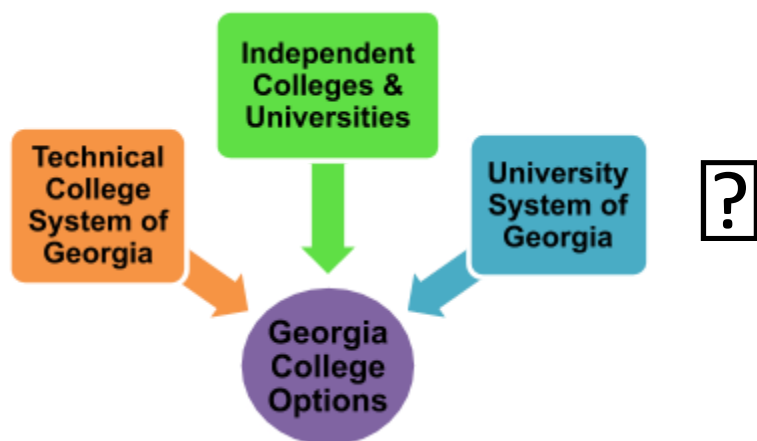 Independent
Colleges &
Universities
Technical
College
System of
Georgia
University
System of
Georgia
?
Georgia
College
Options